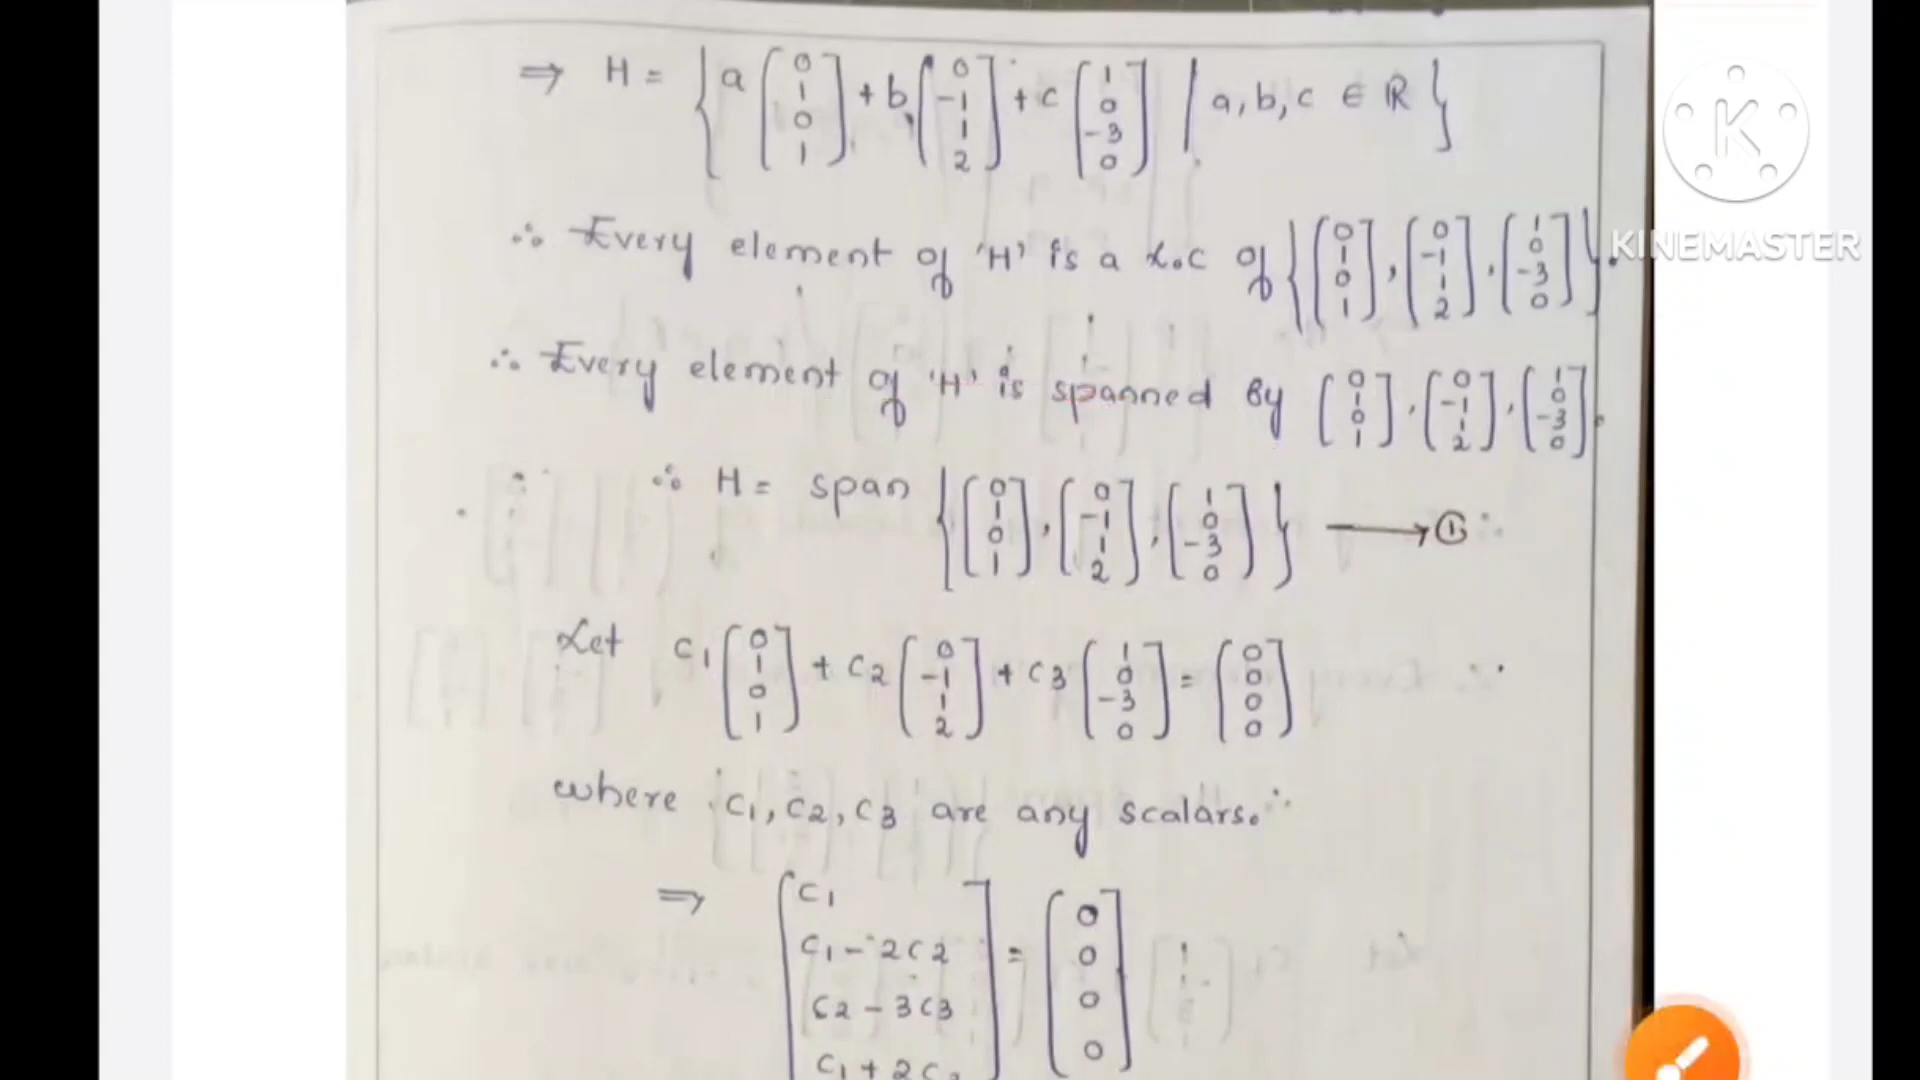 ⇒ H = { a [0 1 0 1] + b [0 -1 1 2] + c [1 0 -3 0] / a, b, c ∈ ℝ }
∴ Every element of 'H' is a L.C of { [0 1 0 1], [0 -1 1 2], [1 0 -3 0] }.
∴ Every element of 'H' is spanned by [0 1 0 1], [0 -1 1 2], [1 0 -3 0].
∴ H = span { [0 1 0 1], [0 -1 1 2], [1 0 -3 0] } → ①
Let c1 [0 1 0 1] + c2 [0 -1 1 2] + c3 [1 0 -3 0] = [0 0 0 0]
where c1, c2, c3 are any scalars.
⇒ [c1
c1 - 2c2
c2 - 3c3
c1 + 2c2] = [0 0 0 0]
K
KINEMASTER